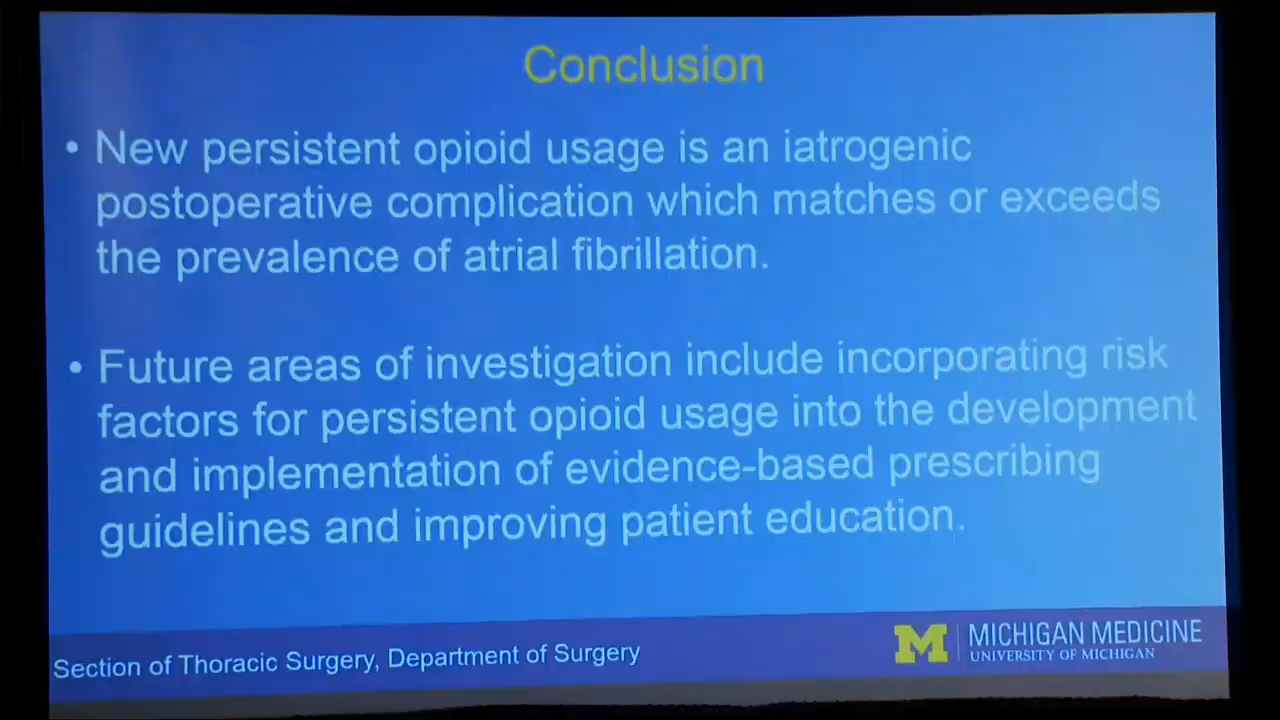 Conclusion
• New persistent opioid usage is an iatrogenic
postoperative complication which matches or exceeds
the prevalence of atrial fibrillation.
• Future areas of investigation include incorporating risk
factors for persistent opioid usage into the development
and implementation of evidence-based prescribing
guidelines and improving patient education.
Section of Thoracic Surgery, Department of Surgery
M MICHIGAN MEDICINE
UNIVERSITY OF MICHIGAN